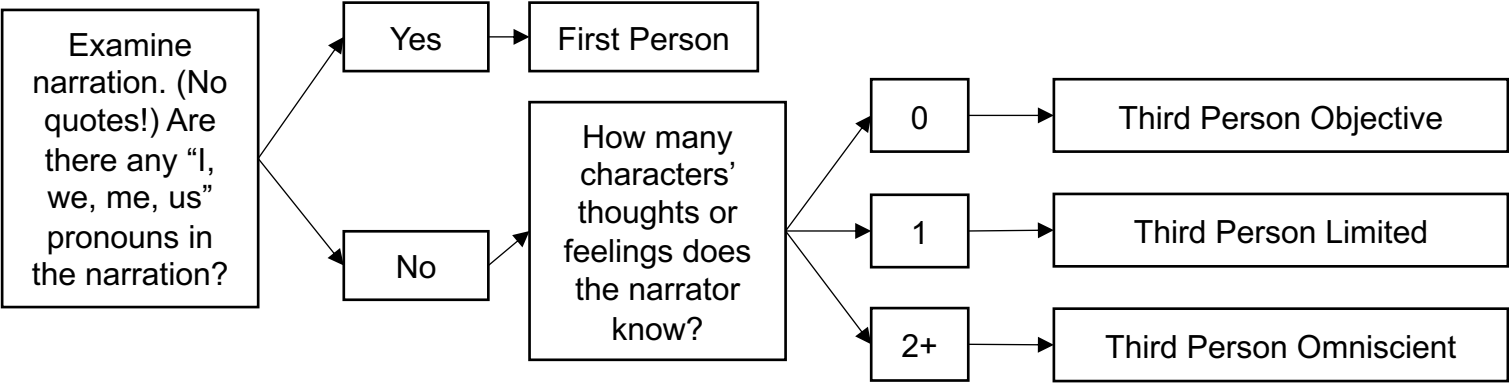 Examine
narration. (No
quotes!) Are
there any “I,
we, me, us”
pronouns in
the narration?
Yes
First Person
No
How many
characters’
thoughts or
feelings does
the narrator
know?
0
Third Person Objective
1
Third Person Limited
2+
Third Person Omniscient